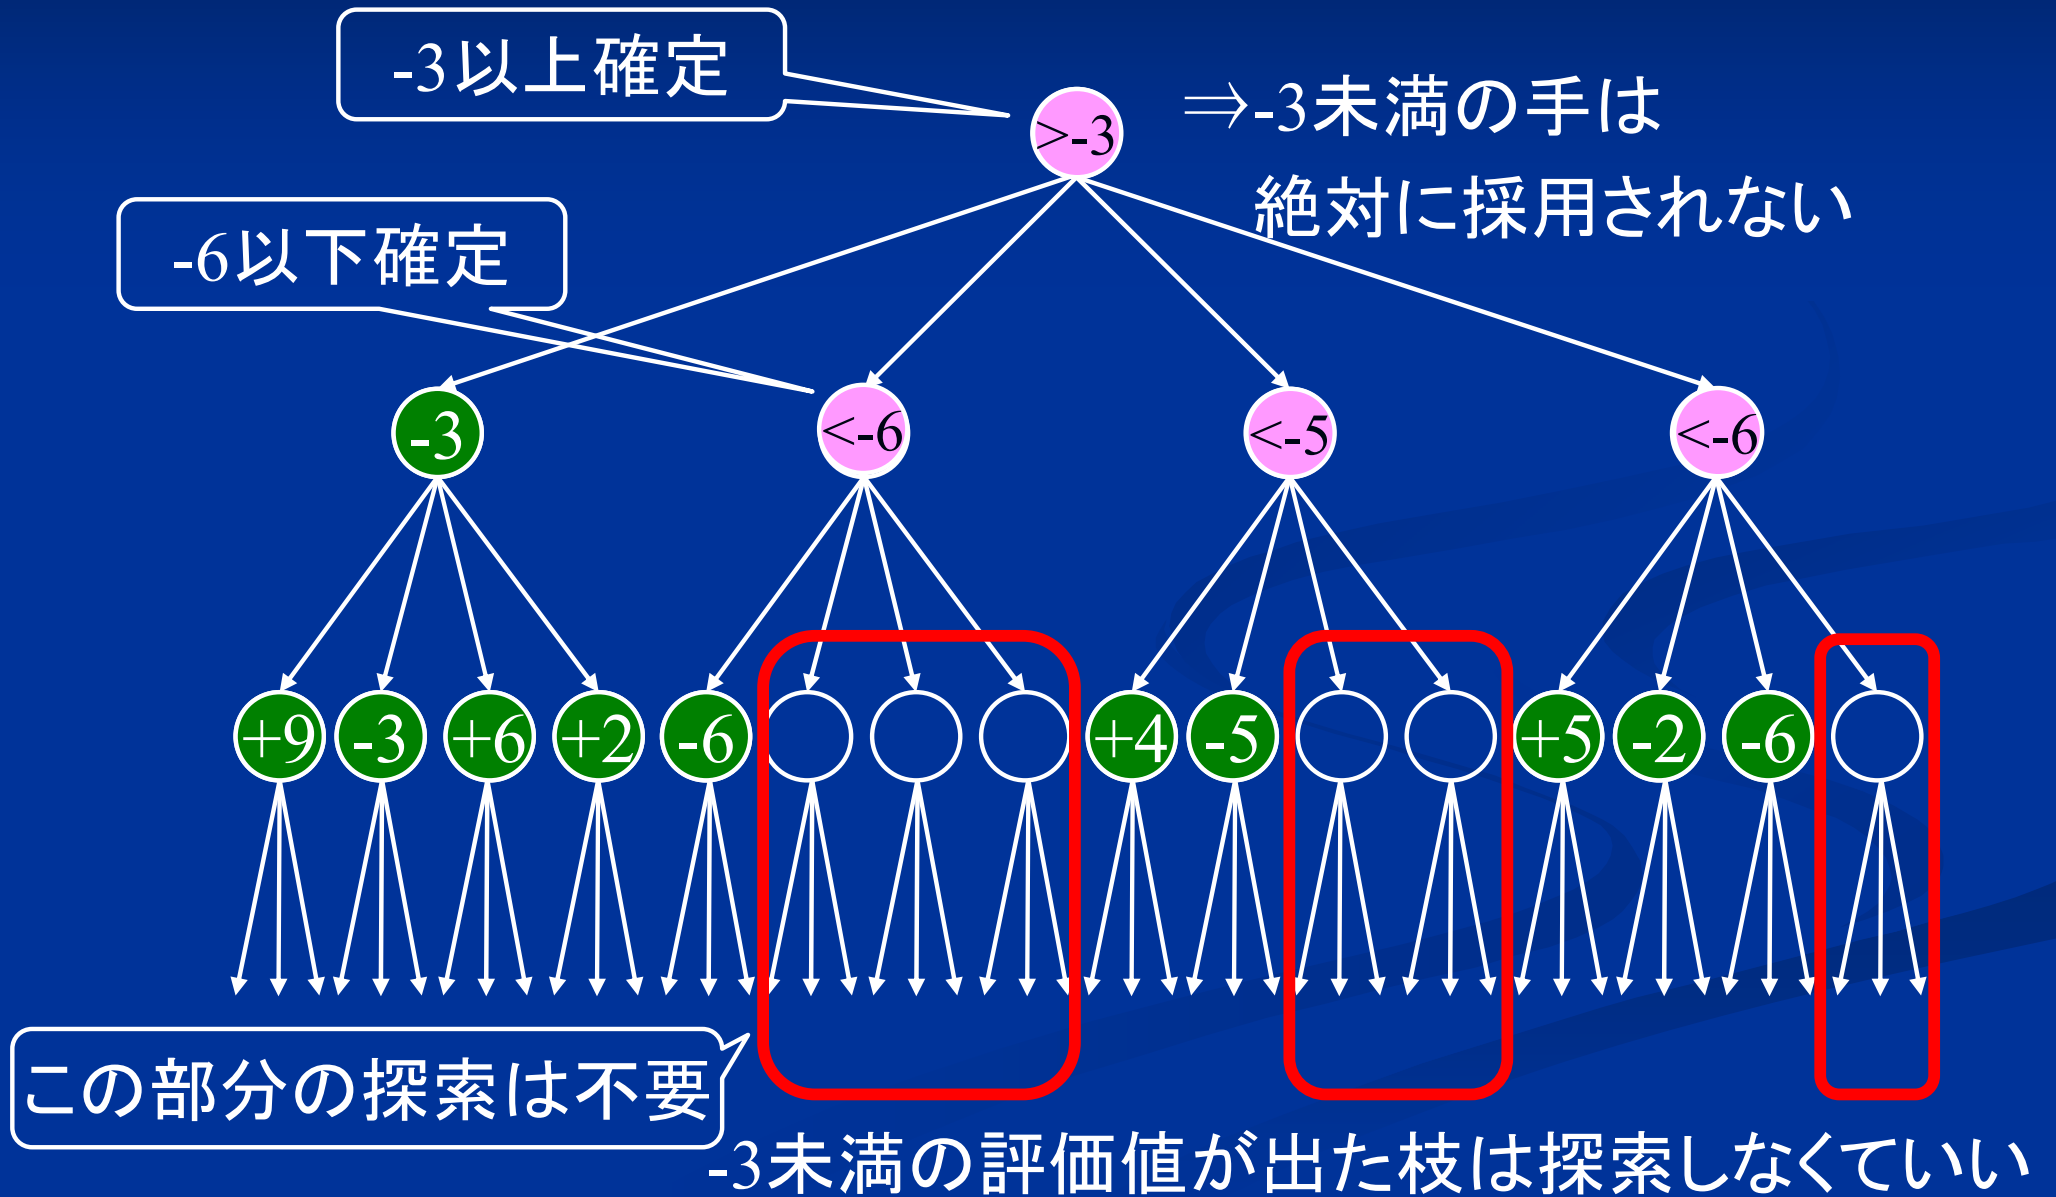 -3以上確定
>-3
⇒-3未満の手は
絶対に採用されない
-6以下確定
-3
<-6
<-5
<-6
+9
-3
+6
+2
-6
+4
-5
+5
-2
-6
この部分の探索は不要
-3未満の評価値が出た枝は探索しなくていい